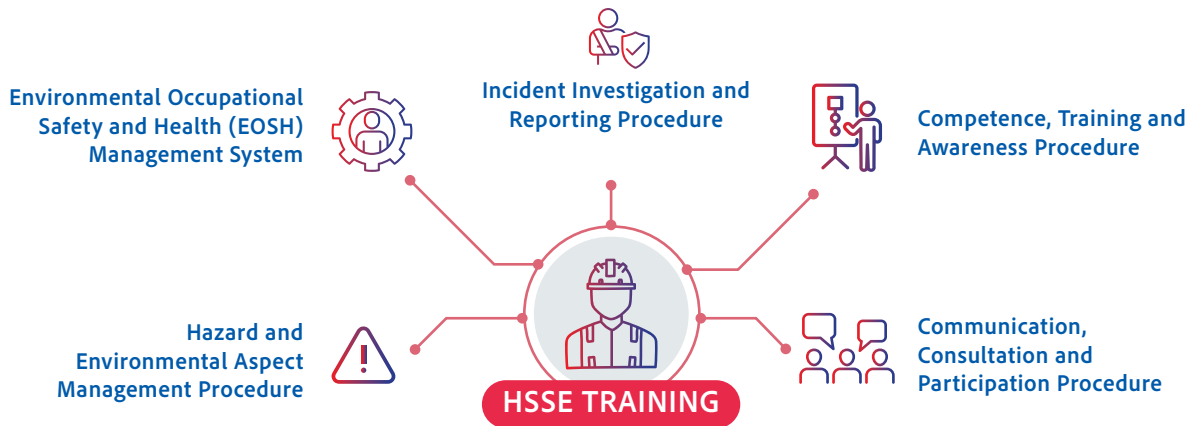 Environmental Occupational
Safety and Health (EOSH)
Management System
Incident Investigation and
Reporting Procedure
Competence, Training and
Awareness Procedure
Hazard and
Environmental Aspect
Management Procedure
Communication,
Consultation and
Participation Procedure
HSSE TRAINING